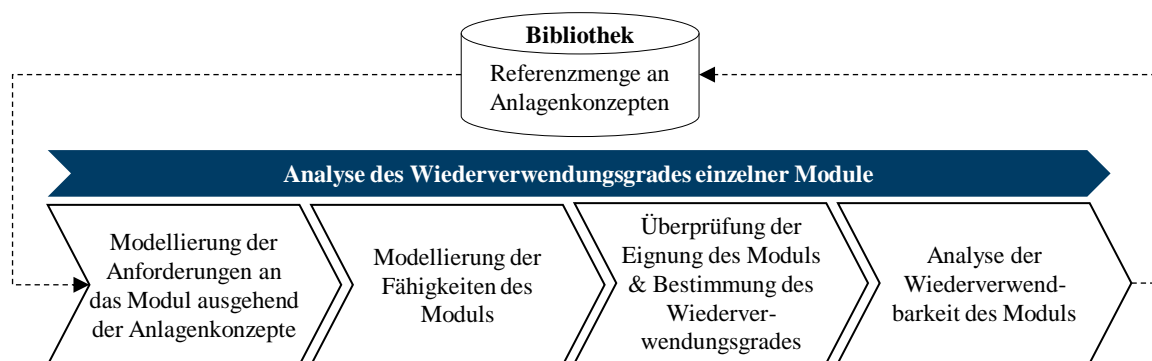 Bibliothek
Referenzmenge an
Anlagenkonzepten
Analyse des Wiederverwendungsgrades einzelner Module
Modellierung der
Anforderungen an
das Modul ausgehend
der Anlagenkonzepte
Modellierung der
Fähigkeiten des
Moduls
Überprüfung der
Eignung des Moduls
& Bestimmung des
Wiederver-
wendungsgrades
Analyse der
Wiederverwend-
barkeit des Moduls